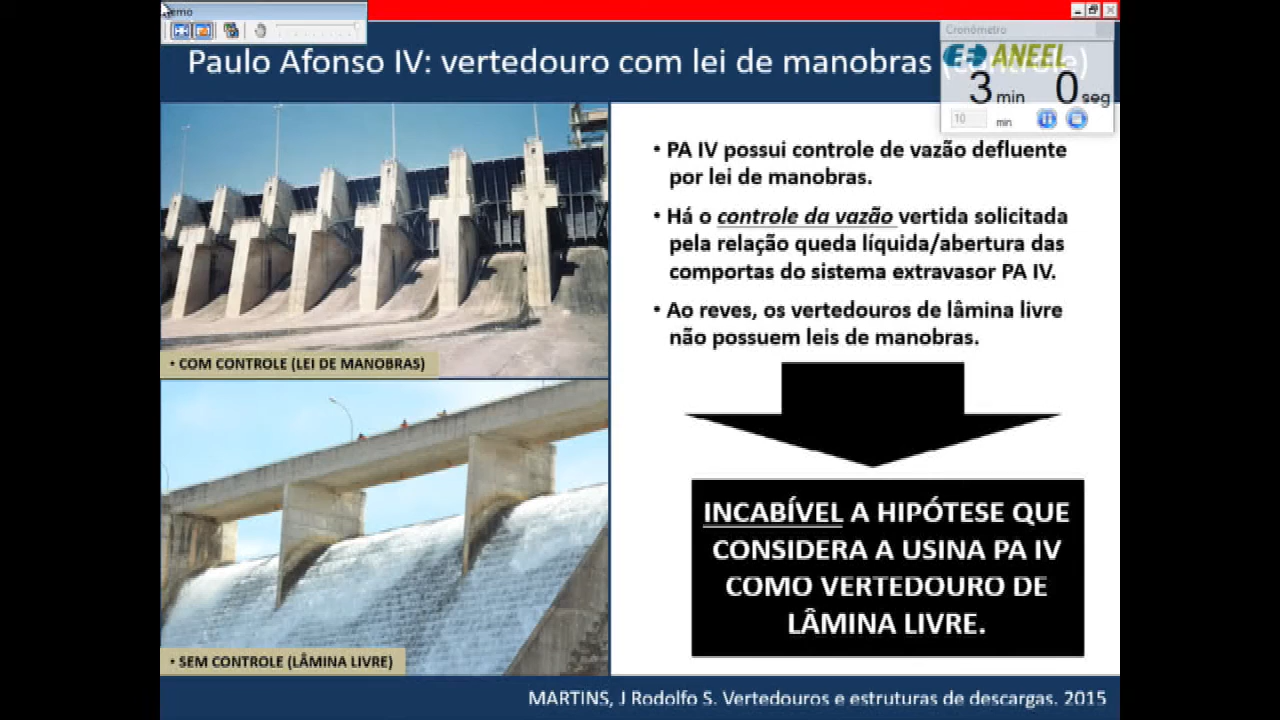 emo
Paulo Afonso IV: vertedouro com lei de manobras (controle)
Cronômetro
ANEEL
3 min 0 seg
10 min
• PA IV possui controle de vazão defluente
por lei de manobras.
• Há o controle da vazão vertida solicitada
pela relação queda líquida/abertura das
comportas do sistema extravasor PA IV.
• Ao reves, os vertedouros de lâmina livre
não possuem leis de manobras.
• COM CONTROLE (LEI DE MANOBRAS)
INCABÍVEL A HIPÓTESE QUE
CONSIDERA A USINA PA IV
COMO VERTEDOURO DE
LÂMINA LIVRE.
• SEM CONTROLE (LÂMINA LIVRE)
MARTINS, J Rodolfo S. Vertedouros e estruturas de descargas. 2015